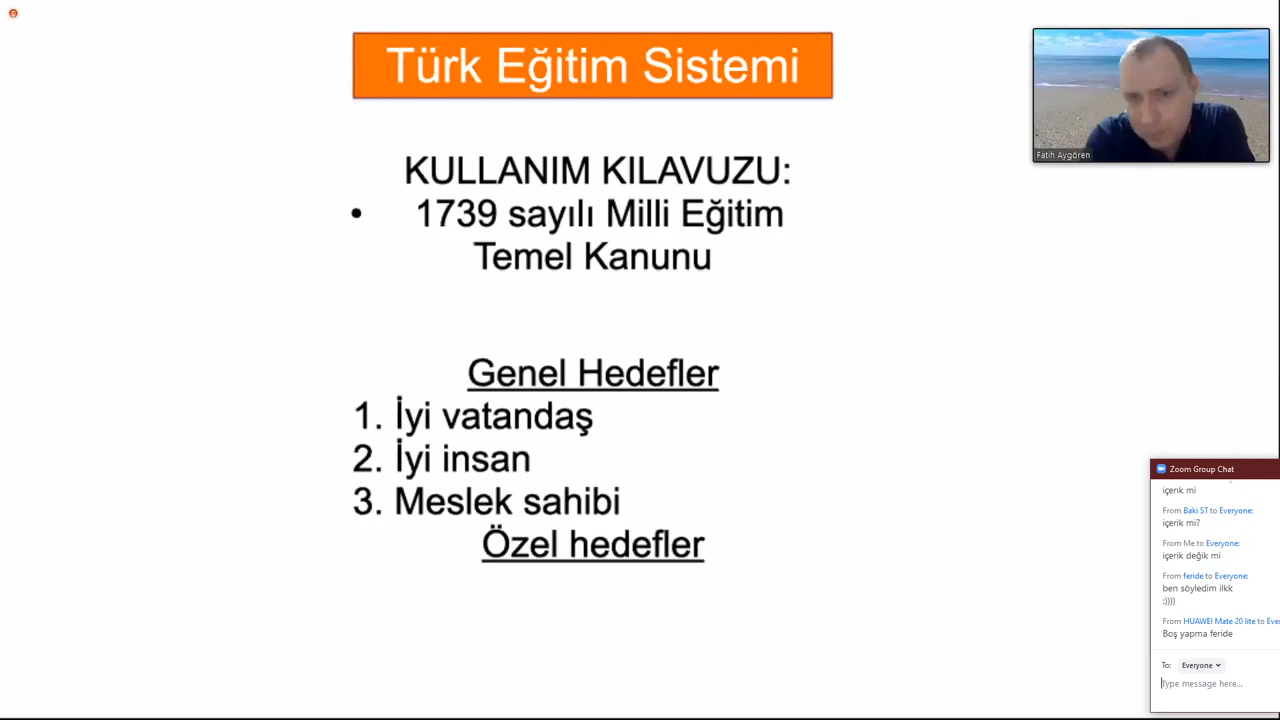 Türk Eğitim Sistemi
KULLANIM KILAVUZU:
• 1739 sayılı Milli Eğitim
Temel Kanunu
Genel Hedefler
1. İyi vatandaş
2. İyi insan
3. Meslek sahibi
Özel hedefler
Fatih Aygören
Zoom Group Chat
içerik mi
From Baki ST to Everyone:
içerik mi?
From Me to Everyone:
içerik değik mi
From feride to Everyone:
ben söyledim ilkk
:))))
From HUAWEI Mate 20 lite to Eve
Boş yapma feride
To: Everyone
Type message here...